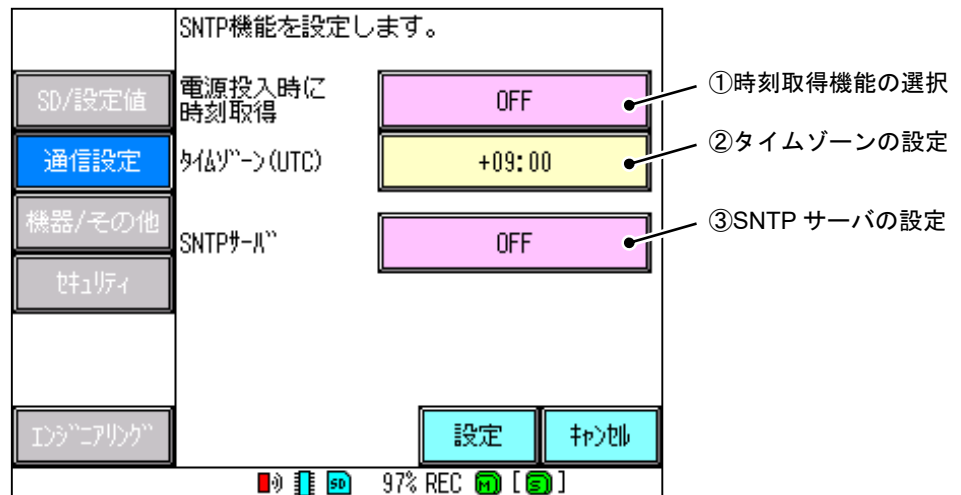 SNTP機能を設定します。
SD/設定値
電源投入時に
時刻取得
OFF
①時刻取得機能の選択
通信設定
ﾀｲﾑｿﾞｰﾝ(UTC)
+09:00
②タイムゾーンの設定
機器/その他
SNTPｻｰﾊﾞ
OFF
③SNTP サーバの設定
ｾｷｭﾘﾃｨ
ｴﾝｼﾞﾆｱﾘﾝｸﾞ
設定
ｷｬﾝｾﾙ
SD 97% REC M [S]